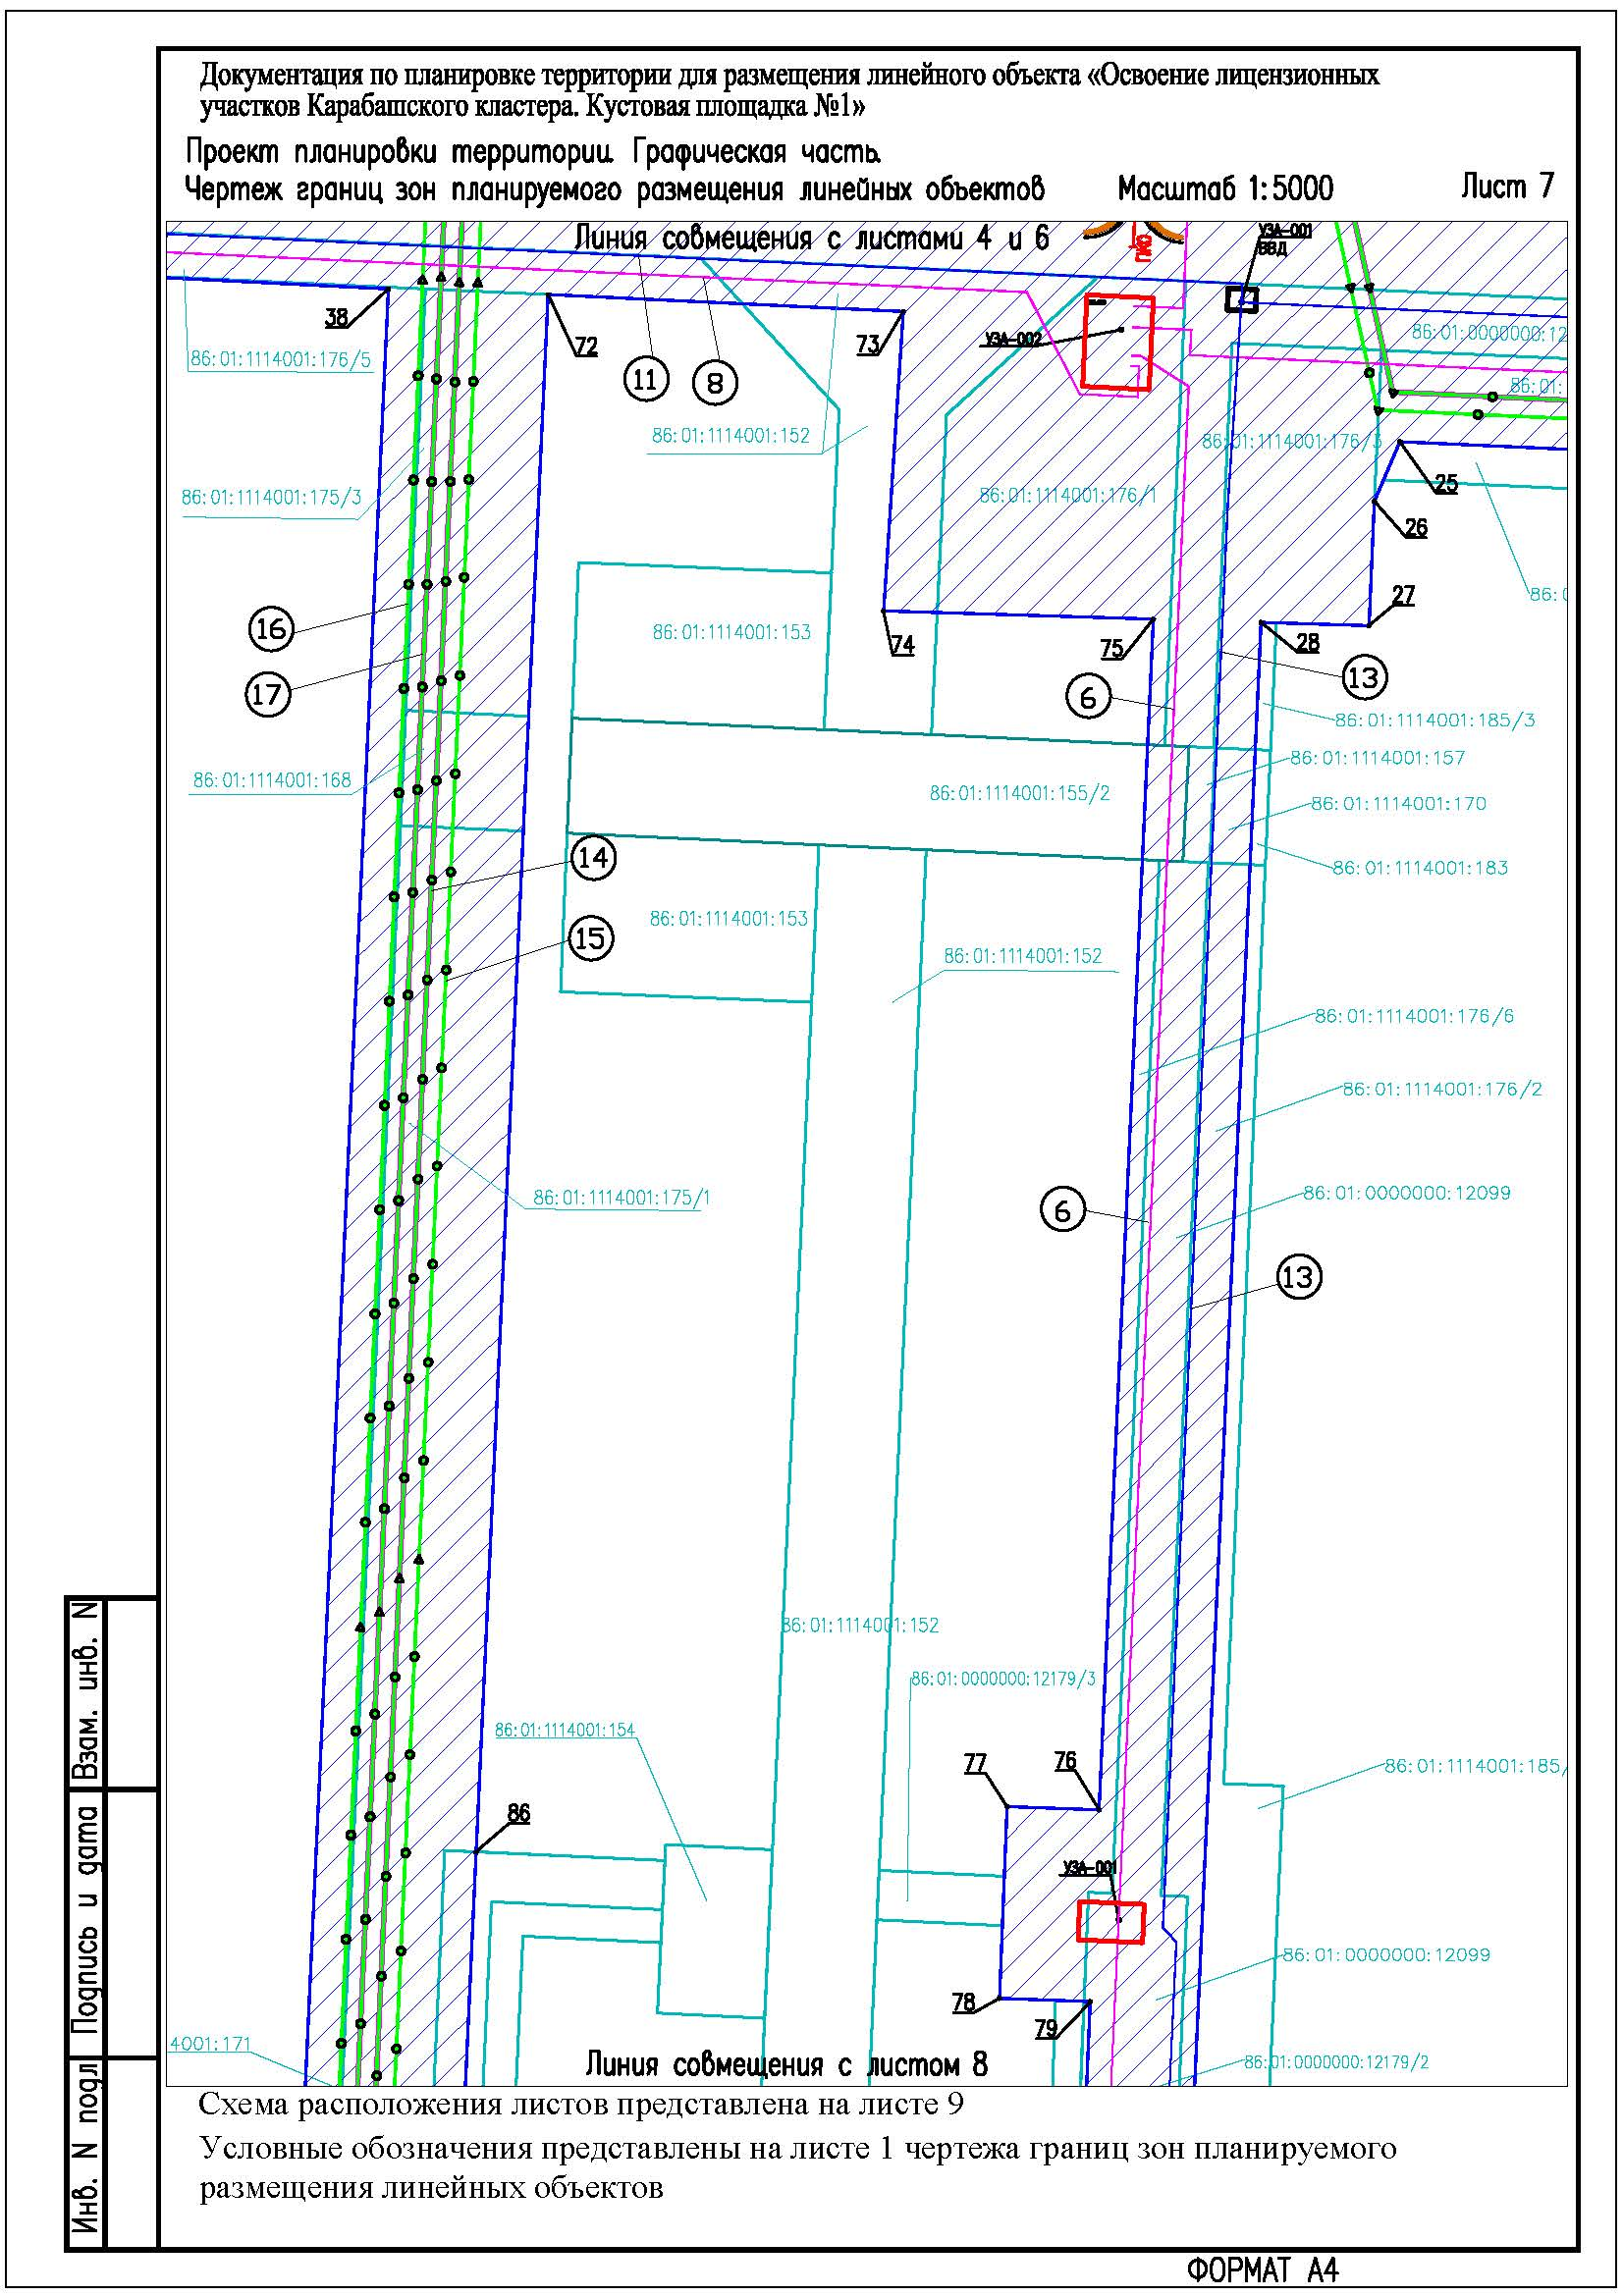 Документация по планировке территории для размещения линейного объекта «Освоение лицензионных
участков Карабашского кластера. Кустовая площадка №1»
Проект планировки территории. Графическая часть.
Чертеж границ зон планируемого размещения линейных объектов
Масштаб 1:5000
Лист 7
Линия совмещения с листами 4 и 6
УЗА-001
ВВД
38
72
73
УЗА-002
86:01:0000000:12
86:01:1114001:176/5
11
8
86:01:
86:01:1114001:152
86:01:1114001:176/3
86:01:1114001:175/3
86:01:1114001:176/1
25
26
86:0
27
16
86:01:1114001:153
74
75
28
17
6
13
86:01:1114001:185/3
86:01:1114001:157
86:01:1114001:168
86:01:1114001:155/2
86:01:1114001:170
14
86:01:1114001:183
86:01:1114001:153
15
86:01:1114001:152
86:01:1114001:176/6
86:01:1114001:176/2
86:01:1114001:175/1
86:01:0000000:12099
6
13
86:01:1114001:152
86:01:0000000:12179/3
86:01:1114001:154
77
76
86:01:1114001:185/
86
УЗА-001
86:01:0000000:12099
78
79
4001:171
86:01:0000000:12179/2
Линия совмещения с листом 8
Схема расположения листов представлена на листе 9
Условные обозначения представлены на листе 1 чертежа границ зон планируемого
размещения линейных объектов
Взам. инв. N
Подпись и дата
Инв. N подл
ФОРМАТ А4